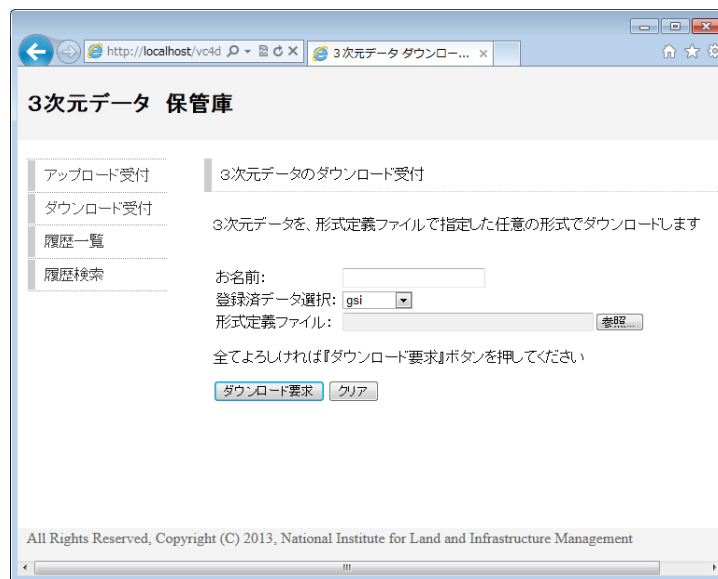 http://localhost/vc4d
3次元データ ダウンロー...
3次元データ 保管庫
アップロード受付
ダウンロード受付
履歴一覧
履歴検索
3次元データのダウンロード受付
3次元データを、形式定義ファイルで指定した任意の形式でダウンロードします
お名前:
登録済データ選択: gsi
形式定義ファイル: 参照...
全てよろしければ『ダウンロード要求』ボタンを押してください
ダウンロード要求 クリア
All Rights Reserved, Copyright (C) 2013, National Institute for Land and Infrastructure Management